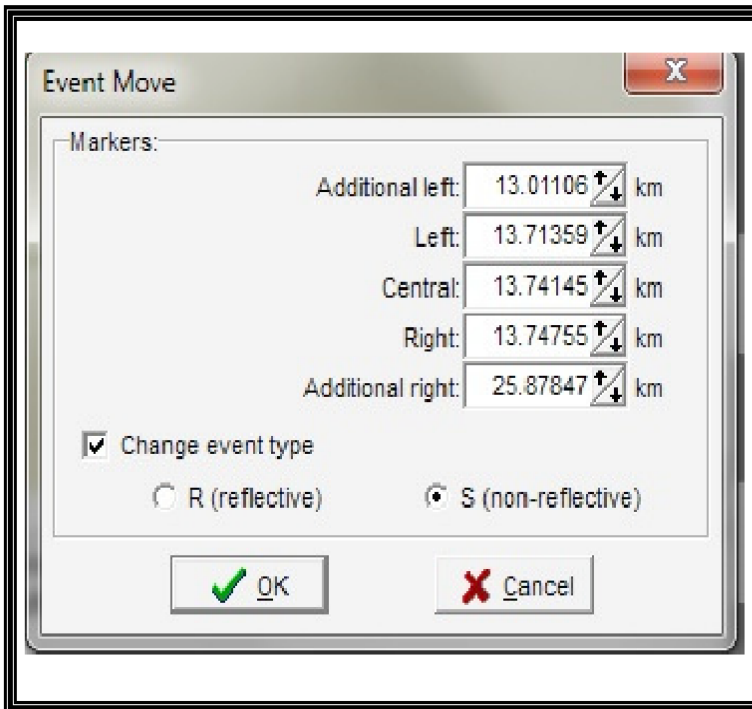 Event Move
Markers:
Additional left: 13.01106 km
Left: 13.71359 km
Central: 13.74145 km
Right: 13.74755 km
Additional right: 25.87847 km
Change event type
R (reflective) S (non-reflective)
OK Cancel